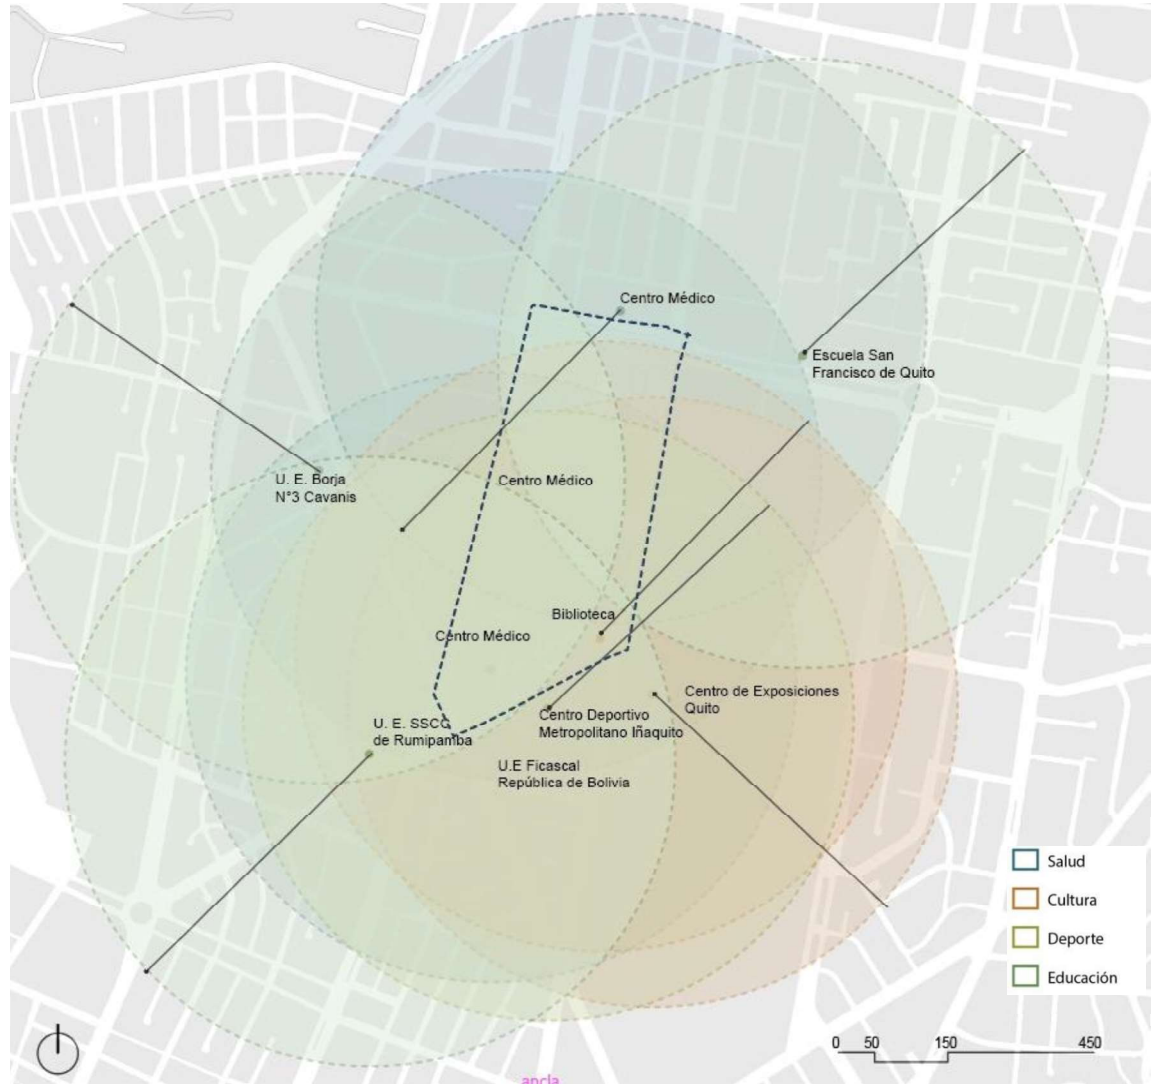 Centro Médico
Escuela San
Francisco de Quito
U. E. Borja
N°3 Cavanis
Centro Médico
Biblioteca
Centro Médico
Centro de Exposiciones
Quito
Centro Deportivo
Metropolitano Iñaquito
U. E. SSCC
de Rumipamba
U.E Ficascal
República de Bolivia
Salud
Cultura
Deporte
Educación
0 50 150 450
ancla